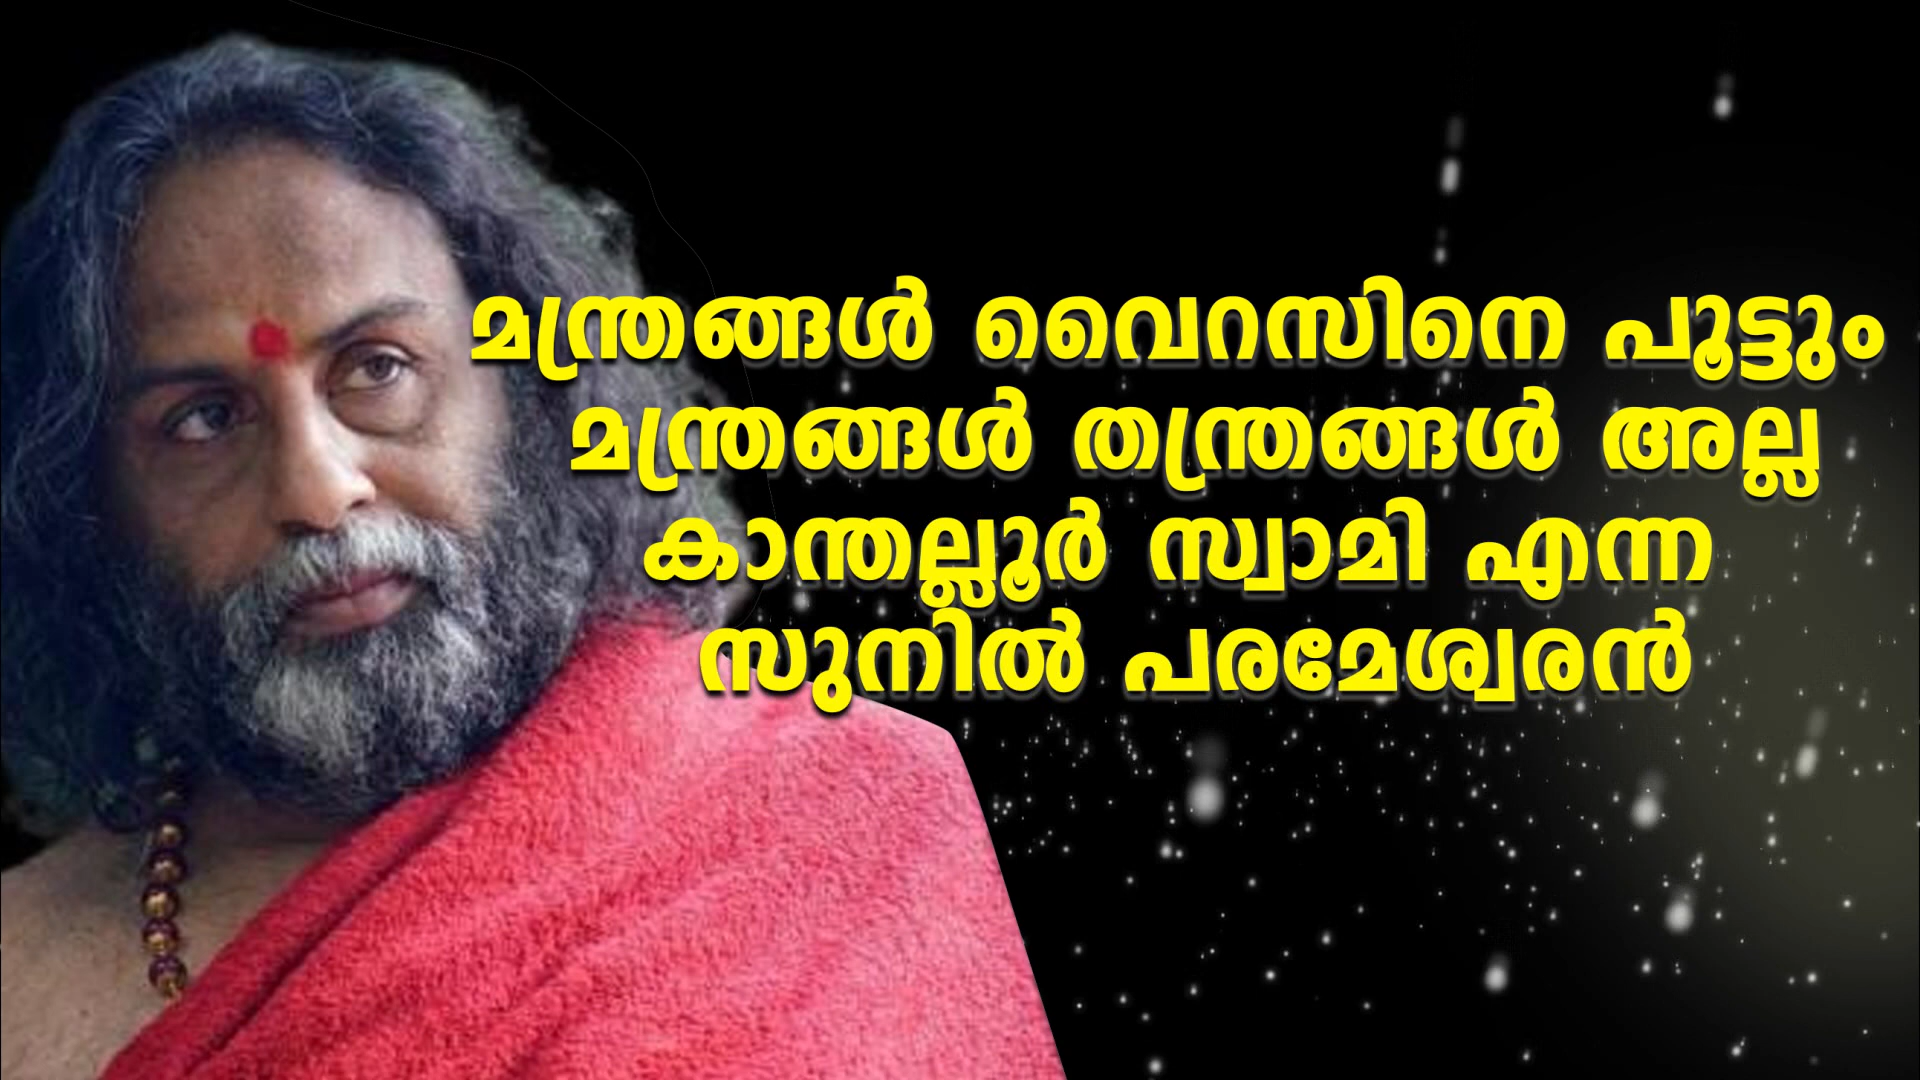 മന്ത്രങ്ങൾ വൈറസിനെ പൂട്ടും
മന്ത്രങ്ങൾ തന്ത്രങ്ങൾ അല്ല
കാന്തല്ലൂർ സ്വാമി എന്ന
സുനിൽ പരമേശ്വരൻ